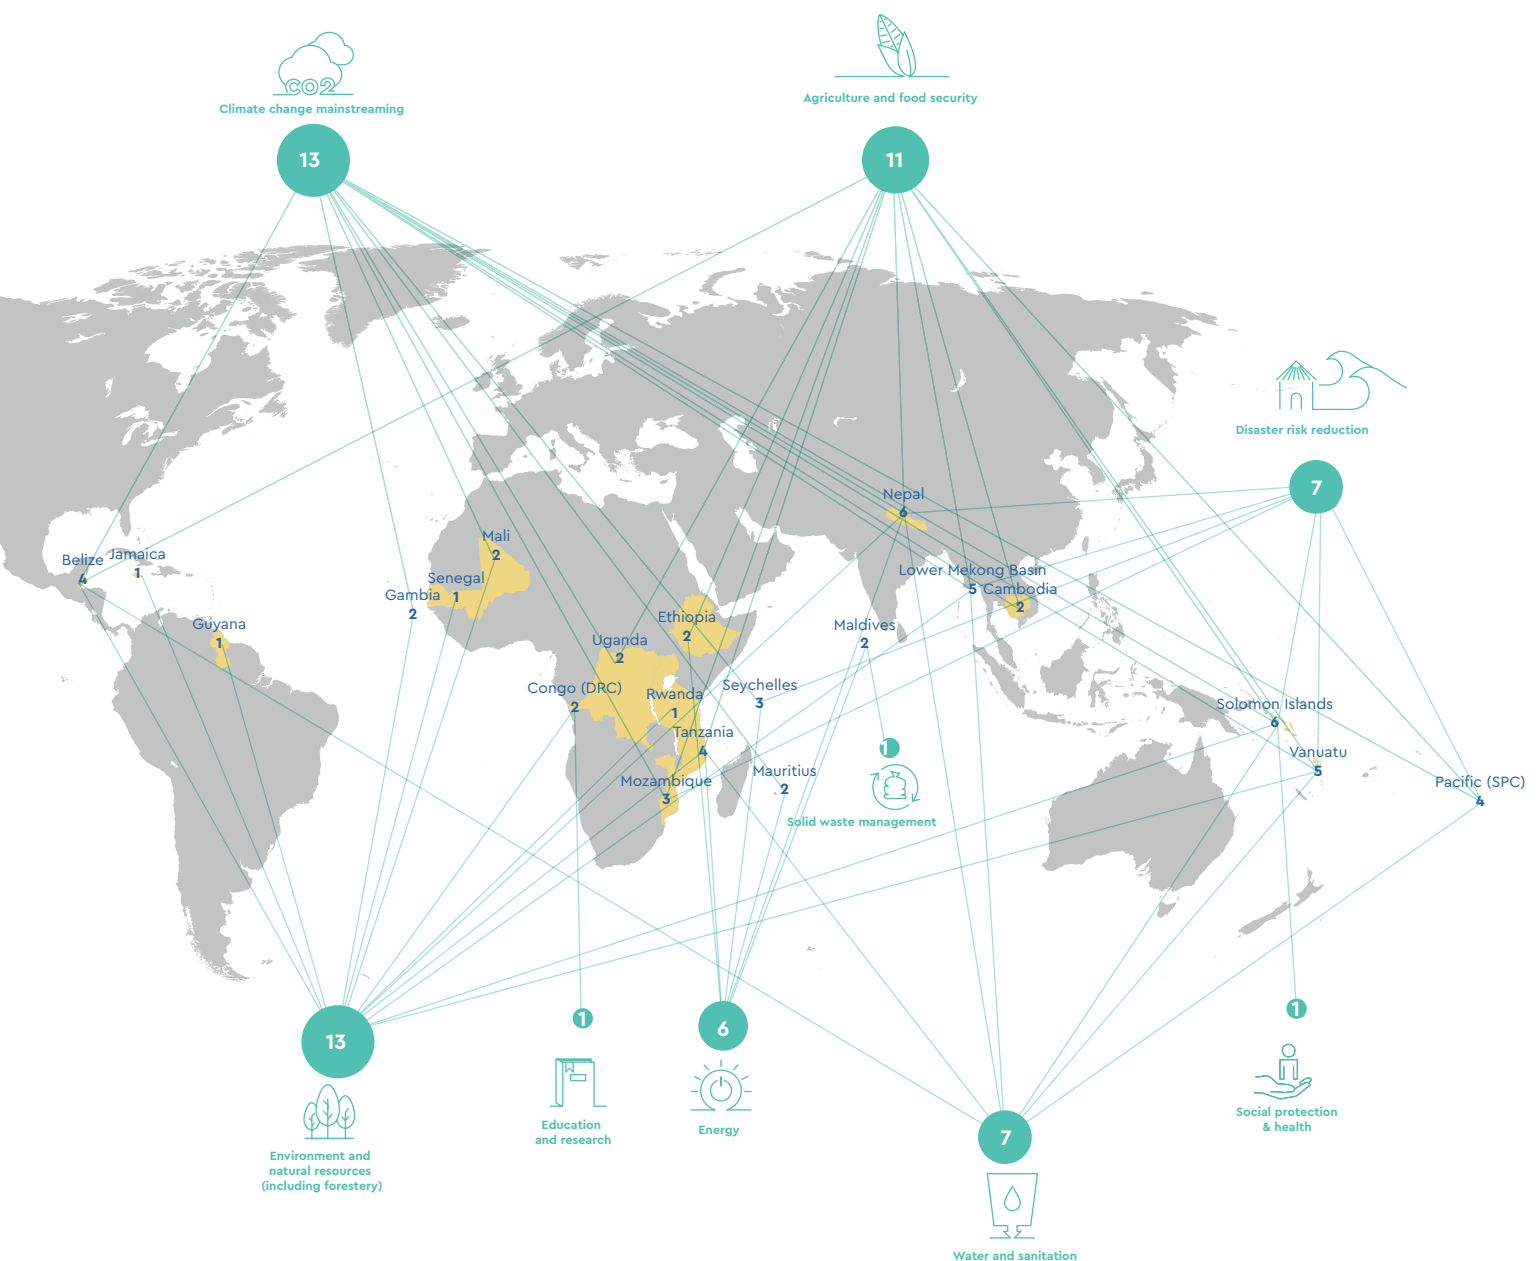 CO2
Climate change mainstreaming
13
Agriculture and food security
11
Disaster risk reduction
7
Nepal
6
Mali
2
Belize
4
Jamaica
1
Senegal
1
Gambia
2
Lower Mekong Basin
5
Cambodia
2
Guyana
1
Ethiopia
2
Maldives
2
Uganda
2
Congo (DRC)
2
Rwanda
1
Seychelles
3
Tanzania
4
Solomon Islands
6
Vanuatu
5
Mozambique
3
Mauritius
2
Pacific (SPC)
4
1
Solid waste management
13
Environment and
natural resources
(including forestery)
1
Education
and research
6
Energy
7
Water and sanitation
1
Social protection
& health